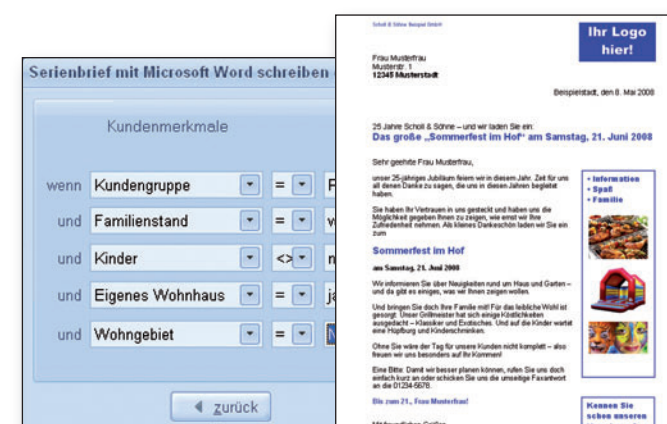 Serienbrief mit Microsoft Word schreiben
Kundenmerkmale
wenn Kundengruppe =
und Familienstand =
und Kinder <>
und Eigenes Wohnhaus =
und Wohngebiet =
zurück
Scholl & Söhne Beispiel GmbH
Ihr Logo
hier!
Frau Musterfrau
Musterstr. 1
12345 Musterstadt
Beispielstadt, den 8. Mai 2008
25 Jahre Scholl & Söhne – und wir laden Sie ein:
Das große „Sommerfest im Hof“ am Samstag, 21. Juni 2008
Sehr geehrte Frau Musterfrau,
unser 25-jähriges Jubiläum feiern wir in diesem Jahr. Zeit für uns
all denen Danke zu sagen, die uns in diesen Jahren begleitet
haben.
Sie haben Ihr Vertrauen in uns gesteckt und haben uns die
Möglichkeit gegeben Ihnen zu zeigen, wie ernst wir Ihre
Zufriedenheit nehmen. Als kleines Dankeschön laden wir Sie ein
zum
Sommerfest im Hof
am Samstag, 21. Juni 2008
Wir informieren Sie über Neuigkeiten rund um Haus und Garten –
und da gibt es einiges, was wir Ihnen zeigen wollen.
Und bringen Sie doch Ihre Familie mit! Für das leibliche Wohl ist
gesorgt. Unser Grillmeister hat sich einige Köstlichkeiten
ausgedacht – Klassiker und Exotisches. Und auf die Kinder wartet
eine Hüpfburg und Kinderschminken.
Ohne Sie wäre der Tag für unsere Kunden nicht komplett – also
freuen wir uns besonders auf Ihr Kommen!
Eine Bitte: Damit wir besser planen können, rufen Sie uns doch
einfach kurz an oder schicken Sie uns die umseitige Faxantwort
an die 01234-5678.
Bis zum 21., Frau Musterfrau!
• Information
• Spaß
• Familie
Kennen Sie
schon unseren